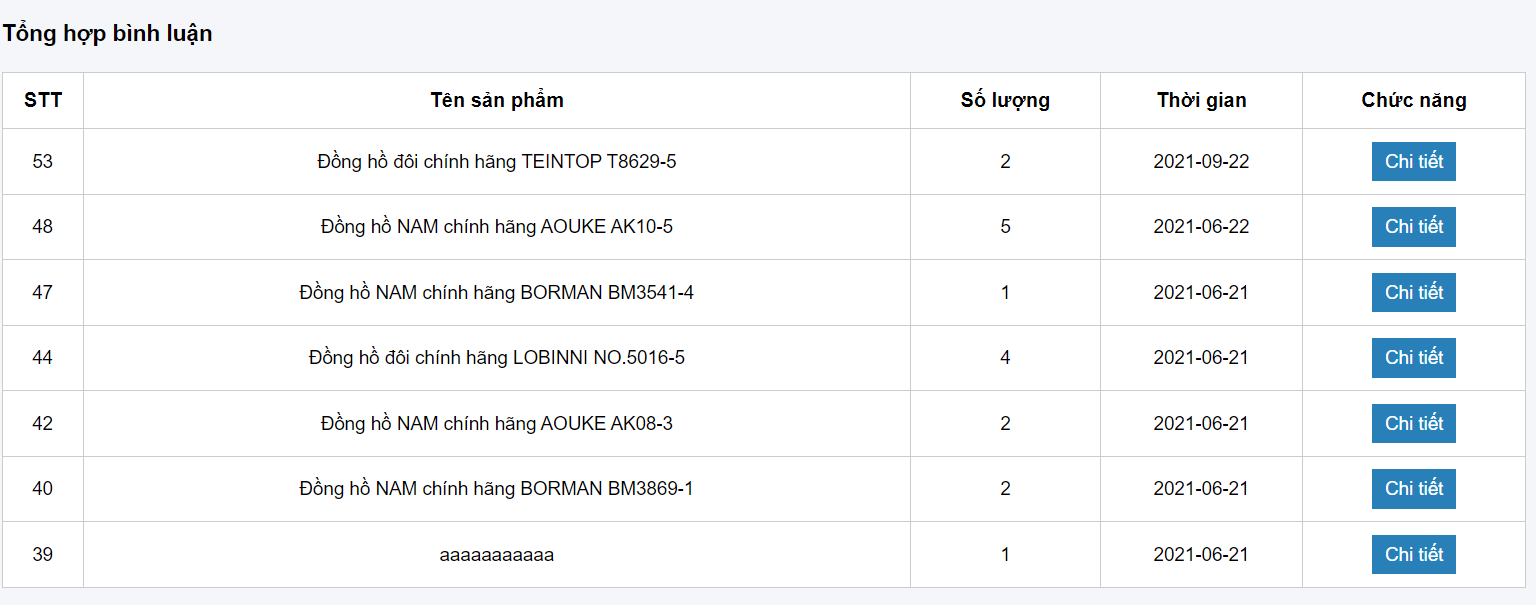 Tổng hợp bình luận
STT Tên sản phẩm Số lượng Thời gian Chức năng
53 Đồng hồ đôi chính hãng TEINTOP T8629-5 2 2021-09-22 Chi tiết
48 Đồng hồ NAM chính hãng AOUKE AK10-5 5 2021-06-22 Chi tiết
47 Đồng hồ NAM chính hãng BORMAN BM3541-4 1 2021-06-21 Chi tiết
44 Đồng hồ đôi chính hãng LOBINNI NO.5016-5 4 2021-06-21 Chi tiết
42 Đồng hồ NAM chính hãng AOUKE AK08-3 2 2021-06-21 Chi tiết
40 Đồng hồ NAM chính hãng BORMAN BM3869-1 2 2021-06-21 Chi tiết
39 aaaaaaaaaaa 1 2021-06-21 Chi tiết